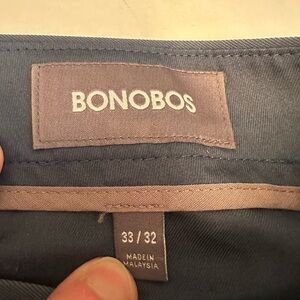 BONOBOS
33 / 32
MADE IN
MALAYSIA